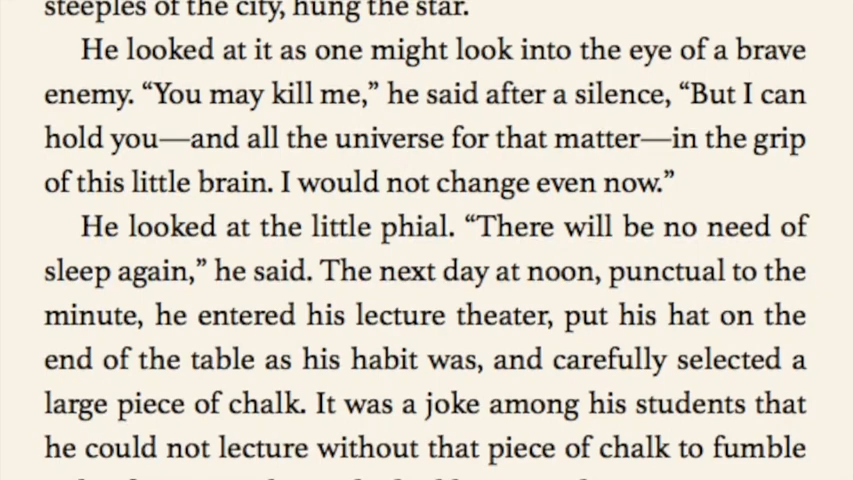 steeples of the city, hung the star.
He looked at it as one might look into the eye of a brave
enemy. “You may kill me,” he said after a silence, “But I can
hold you—and all the universe for that matter—in the grip
of this little brain. I would not change even now.”
He looked at the little phial. “There will be no need of
sleep again,” he said. The next day at noon, punctual to the
minute, he entered his lecture theater, put his hat on the
end of the table as his habit was, and carefully selected a
large piece of chalk. It was a joke among his students that
he could not lecture without that piece of chalk to fumble